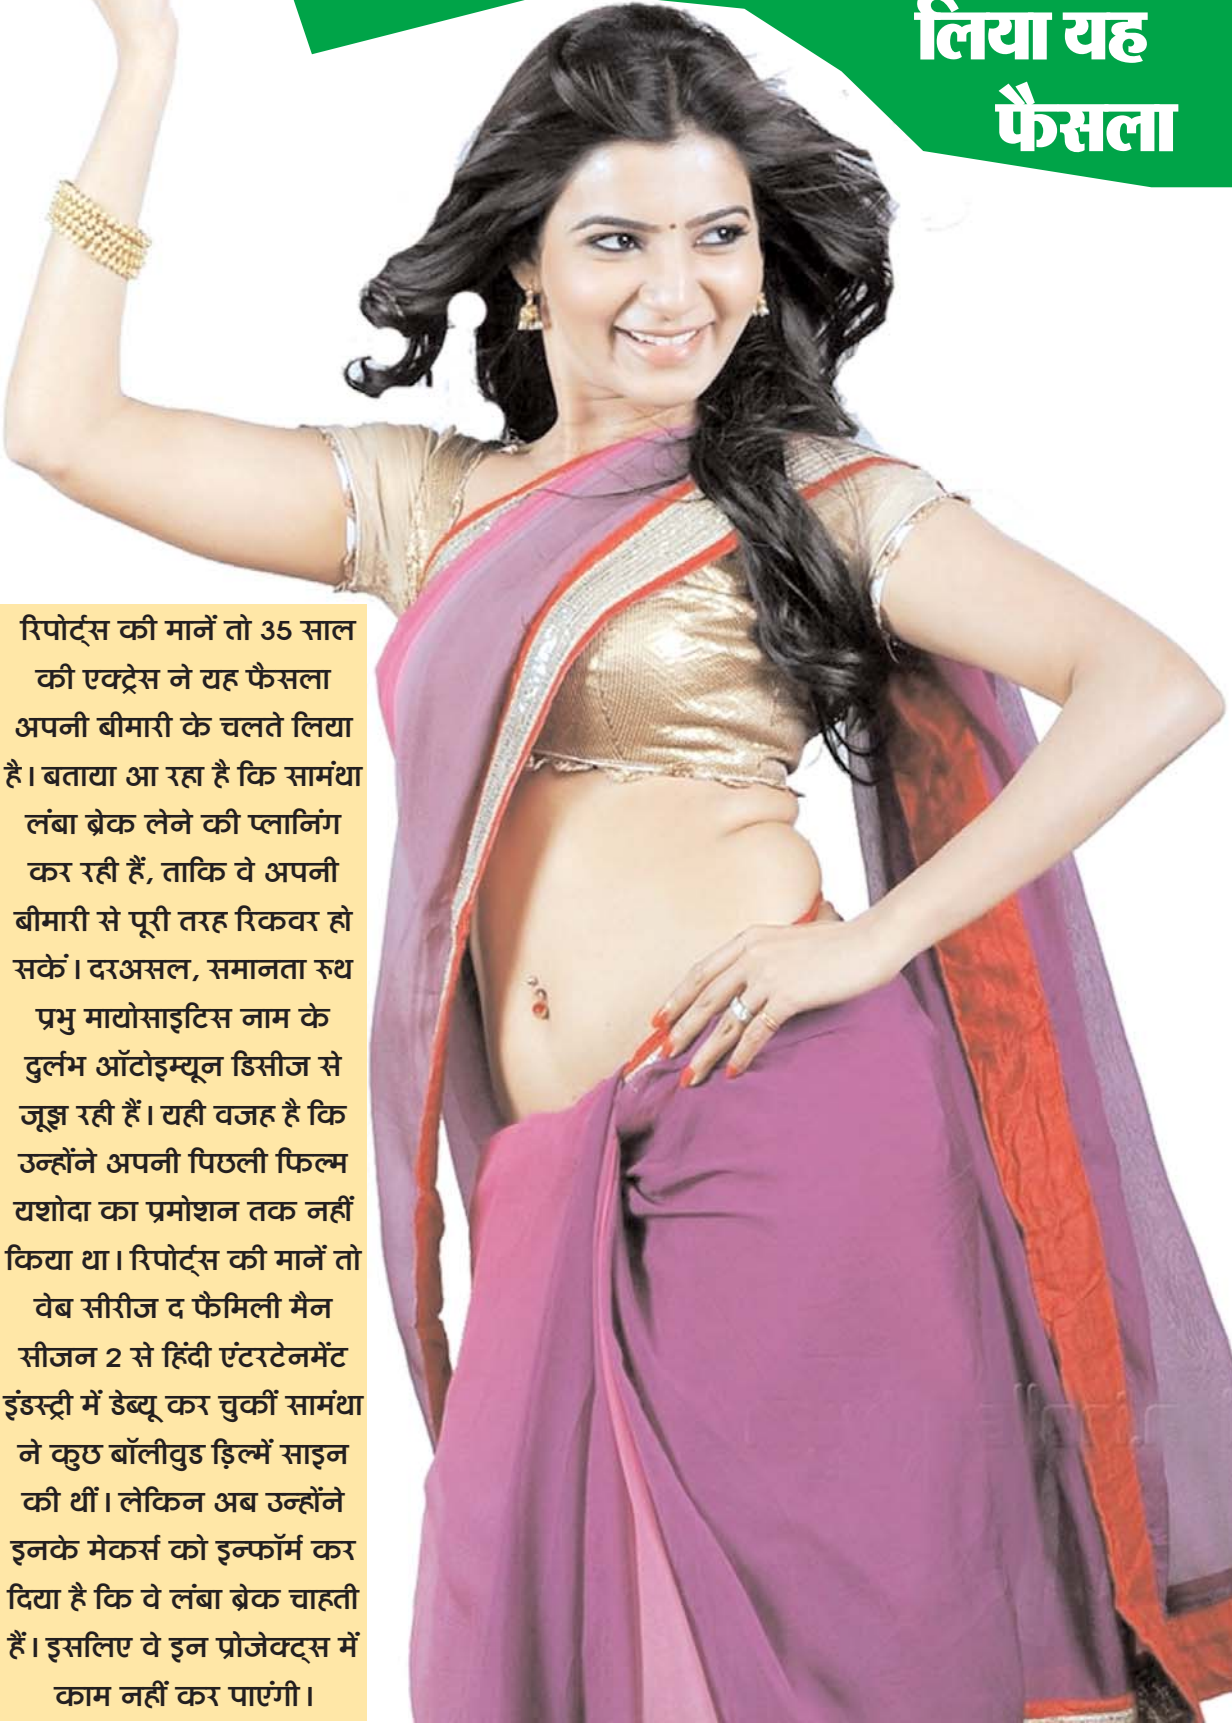 लिया यह
फैसला
रिपोर्ट्स की मानें तो 35 साल
की एक्ट्रेस ने यह फैसला
अपनी बीमारी के चलते लिया
है। बताया आ रहा है कि सामंथा
लंबा ब्रेक लेने की प्लानिंग
कर रही हैं, ताकि वे अपनी
बीमारी से पूरी तरह रिकवर हो
सकें। दरअसल, समानता रुथ
प्रभु मायोसाइटिस नाम के
दुर्लभ ऑटोइम्यून डिसीज से
जूझ रही हैं। यही वजह है कि
उन्होंने अपनी पिछली फिल्म
यशोदा का प्रमोशन तक नहीं
किया था। रिपोर्ट्स की मानें तो
वेब सीरीज द फैमिली मैन
सीजन 2 से हिंदी एंटरटेनमेंट
इंडस्ट्री में डेब्यू कर चुकीं सामंथा
ने कुछ बॉलीवुड ड़िल्में साइन
की थीं। लेकिन अब उन्होंने
इनके मेकर्स को इन्फॉर्म कर
दिया है कि वे लंबा ब्रेक चाहती
हैं। इसलिए वे इन प्रोजेक्ट्स में
काम नहीं कर पाएंगी।